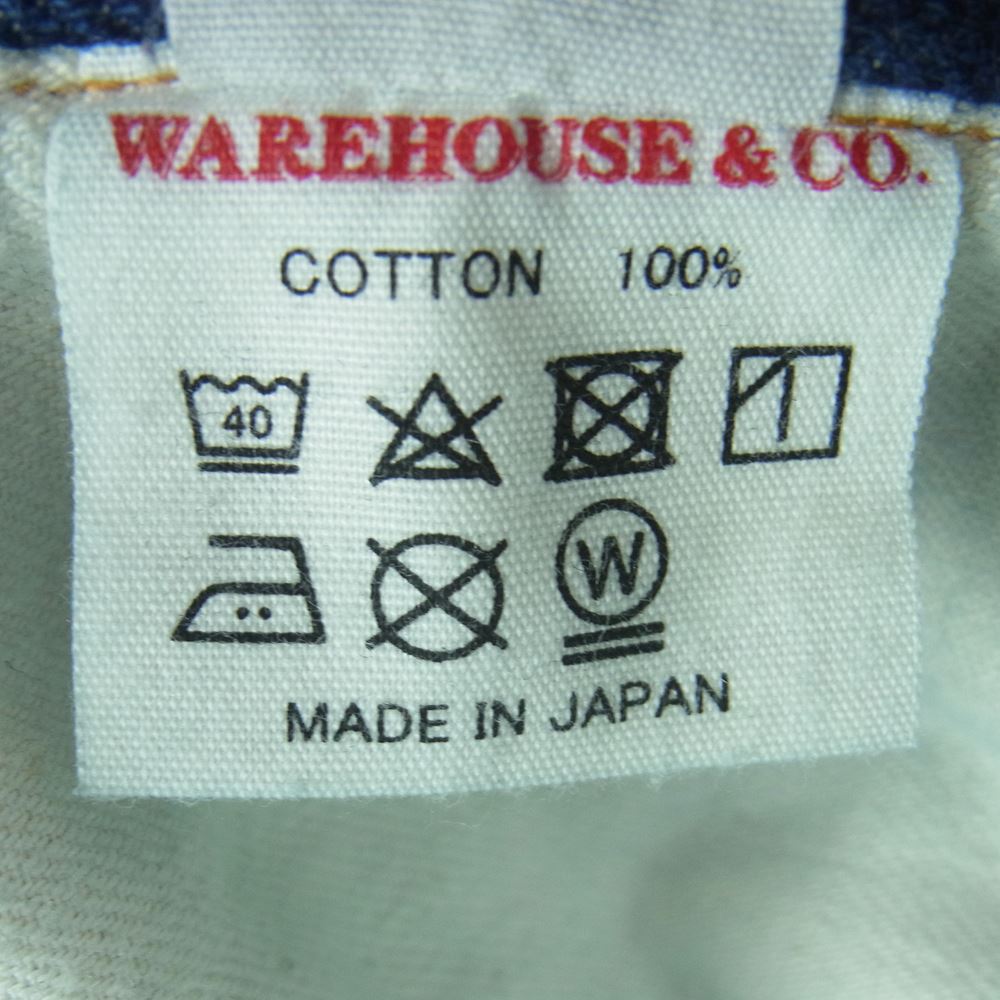 WAREHOUSE & CO.
COTTON 100%
40
W
MADE IN JAPAN